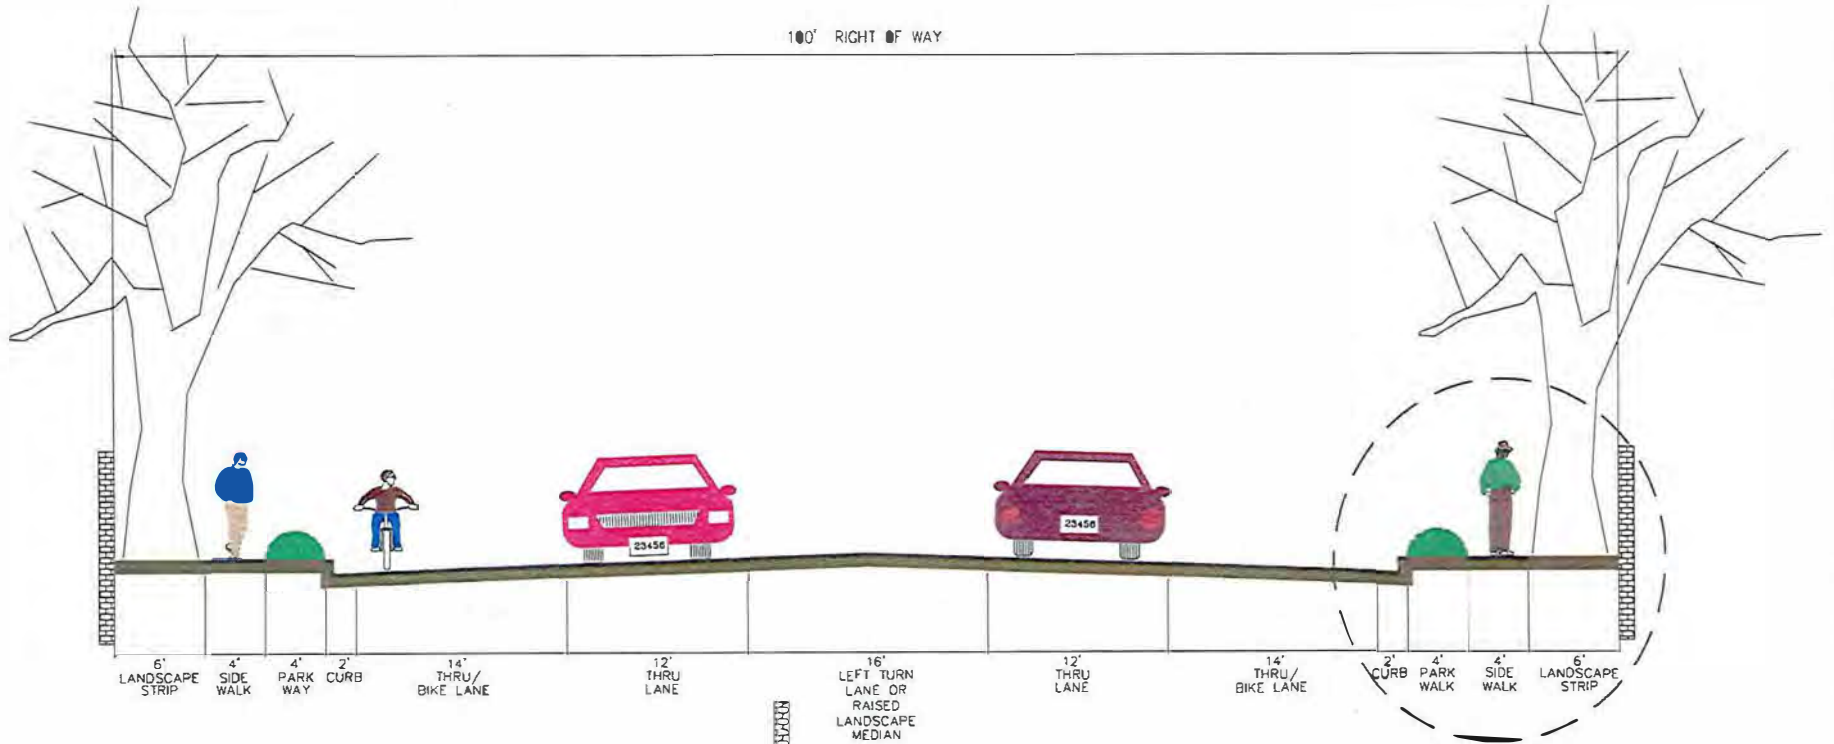 100' RIGHT OF WAY
23456
23456
6'
LANDSCAPE
STRIP
4'
SIDE
WALK
4'
PARK
WAY
2'
CURB
14'
THRU/
BIKE LANE
12'
THRU
LANE
16'
LEFT TURN
LANE OR
RAISED
LANDSCAPE
MEDIAN
12'
THRU
LANE
14'
THRU/
BIKE LANE
2'
CURB
4'
PARK
WALK
4'
SIDE
WALK
6'
LANDSCAPE
STRIP